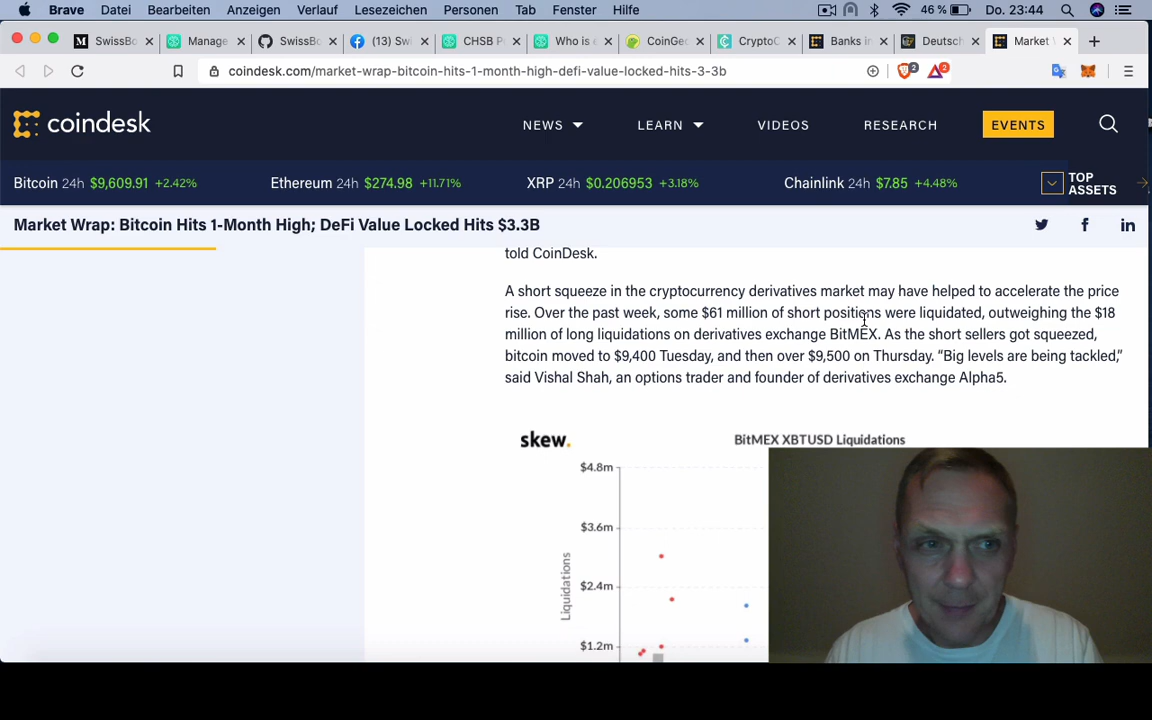 Brave Datei Bearbeiten Anzeigen Verlauf Lesezeichen Personen Tab Fenster Hilfe 46 % Do. 23:44
SwissBo Manage SwissBo (13) Swi CHSB P Who is CoinGe CryptoC Banks in Deutsch Market
coindesk.com/market-wrap-bitcoin-hits-1-month-high-defi-value-locked-hits-3-3b 2 2
coindesk NEWS LEARN VIDEOS RESEARCH EVENTS
Bitcoin 24h $9,609.91 +2.42% Ethereum 24h $274.98 +11.71% XRP 24h $0.206953 +3.18% Chainlink 24h $7.85 +4.48% TOP
ASSETS
Market Wrap: Bitcoin Hits 1-Month High; DeFi Value Locked Hits $3.3B
told CoinDesk.
A short squeeze in the cryptocurrency derivatives market may have helped to accelerate the price
rise. Over the past week, some $61 million of short positions were liquidated, outweighing the $18
million of long liquidations on derivatives exchange BitMEX. As the short sellers got squeezed,
bitcoin moved to $9,400 Tuesday, and then over $9,500 on Thursday. “Big levels are being tackled,”
said Vishal Shah, an options trader and founder of derivatives exchange Alpha5.
skew. BitMEX XBTUSD Liquidations
$4.8m
$3.6m
$2.4m
$1.2m
Liquidations